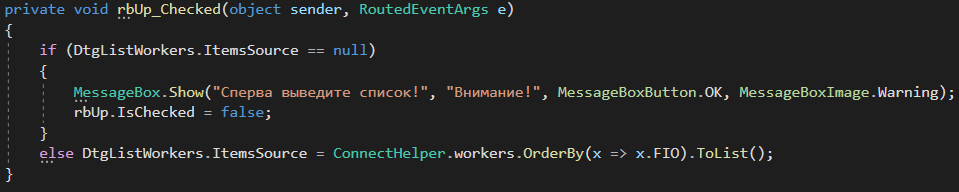 private void rbUp_Checked(object sender, RoutedEventArgs e)
{
if (DtgListWorkers.ItemsSource == null)
{
MessageBox.Show("Сперва выведите список!", "Внимание!", MessageBoxButton.OK, MessageBoxImage.Warning);
rbUp.IsChecked = false;
}
else DtgListWorkers.ItemsSource = ConnectHelper.workers.OrderBy(x => x.FIO).ToList();
}